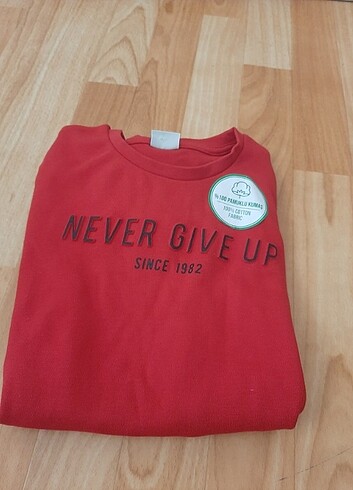 %100 PAMUKLU KUMAŞ
100% COTTON
FABRIC
NEVER GIVE UP
SINCE 1982